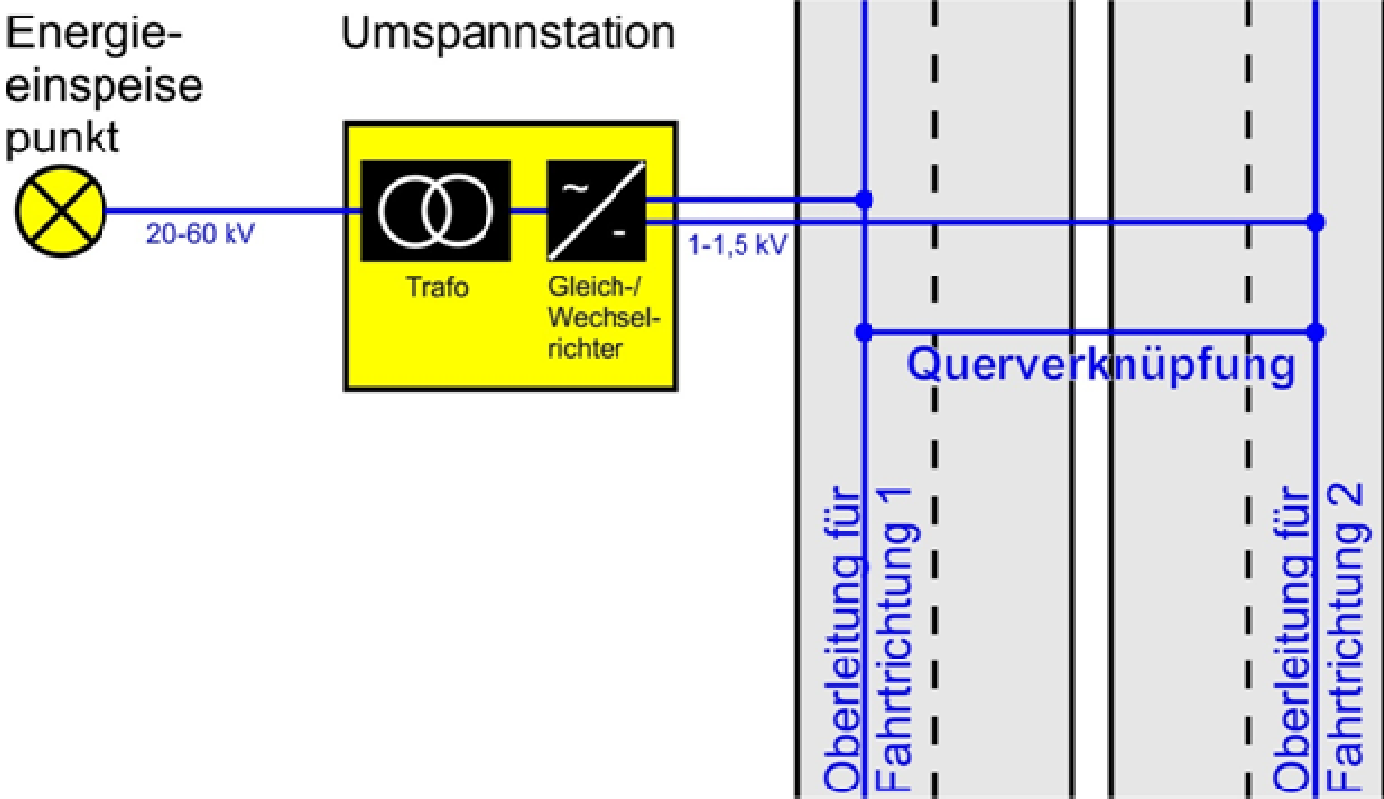 Energie-
einspeise
punkt
Umspannstation
20-60 kV
Trafo
~
-
Gleich-/
Wechsel-
richter
1-1,5 kV
Querverknüpfung
Oberleitung für
Fahrtrichtung 1
Oberleitung für
Fahrtrichtung 2